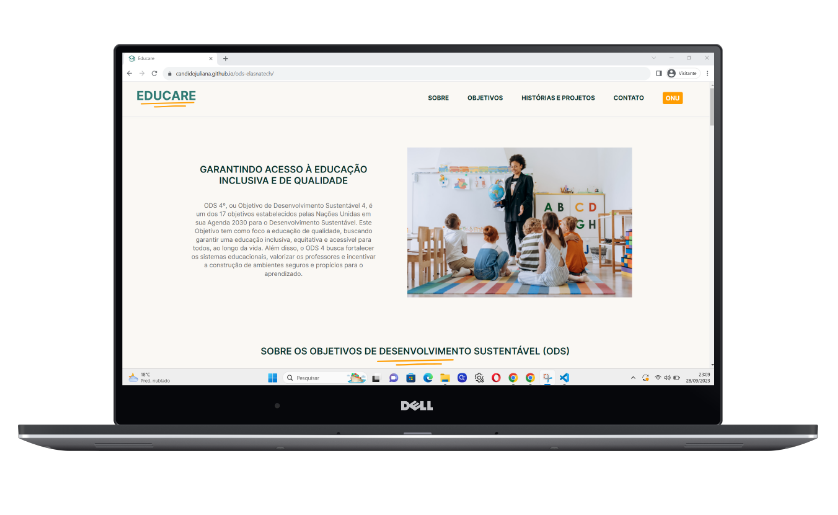 Educare
candidojuliana.github.io/ods-elasnatech/
Visitante
EDUCARE
SOBRE
OBJETIVOS
HISTÓRIAS E PROJETOS
CONTATO
ONU
GARANTINDO ACESSO À EDUCAÇÃO
INCLUSIVA E DE QUALIDADE
ODS 4º, ou Objetivo de Desenvolvimento Sustentável 4, é
um dos 17 objetivos estabelecidos pelas Nações Unidas em
sua Agenda 2030 para o Desenvolvimento Sustentável. Este
Objetivo tem como foco a educação de qualidade, buscando
garantir uma educação inclusiva, equitativa e acessível para
todos, ao longo da vida. Além disso, o ODS 4 busca fortalecer
os sistemas educacionais, valorizar os professores e incentivar
a construção de ambientes seguros e propícios para o
aprendizado.
A B C D
G H
SOBRE OS OBJETIVOS DE DESENVOLVIMENTO SUSTENTÁVEL (ODS)
18°C
Pred. nublado
Pesquisar
23:09
DELL